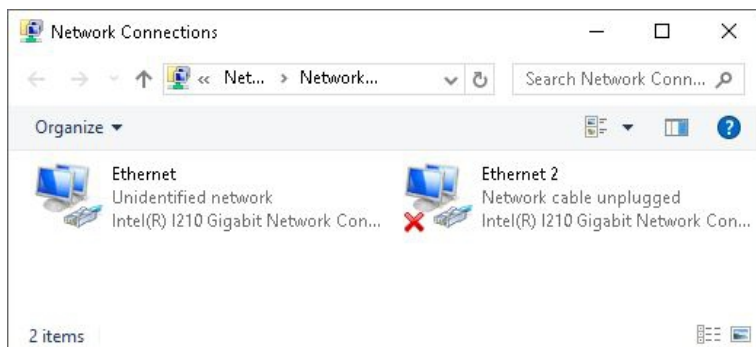 Network Connections
« Net... > Network...
Search Network Conn...
Organize
Ethernet
Unidentified network
Intel(R) I210 Gigabit Network Con...
Ethernet 2
Network cable unplugged
Intel(R) I210 Gigabit Network Con...
2 items